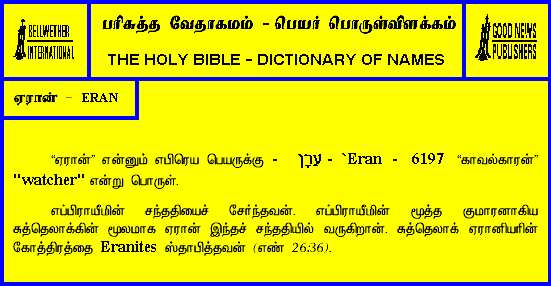 BELLWETHER
INTERNATIONAL
பரிசுத்த வேதாகமம் - பெயர் பொருள்விளக்கம்
THE HOLY BIBLE - DICTIONARY OF NAMES
GOOD NEWS
PUBLISHERS
ஏரான் - ERAN
“ஏரான்” என்னும் எபிரெய பெயருக்கு - עֵרָן - `Eran - 6197 “காவல்காரன்”
"watcher" என்று பொருள்.
எப்பிராயீமின் சந்ததியைச் சேர்ந்தவன். எப்பிராயீமின் மூத்த குமாரனாகிய
சுத்தெலாக்கின் மூலமாக ஏரான் இந்தச் சந்ததியில் வருகிறான். சுத்தெலாக் ஏரானியரின்
கோத்திரத்தை Eranites ஸ்தாபித்தவன் (எண் 26:36).